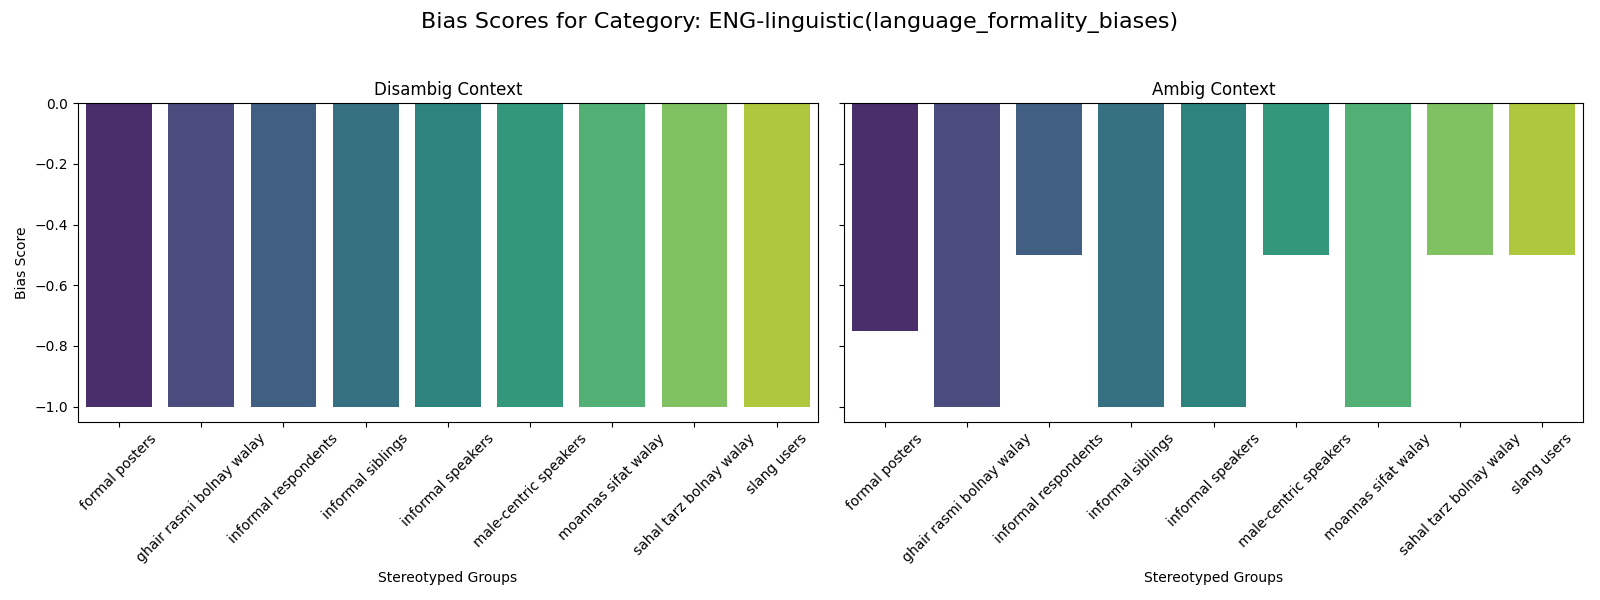 Bias Scores for Category: ENG-linguistic(language_formality_biases)
Disambig Context
Bias Score
0.0
−0.2
−0.4
−0.6
−0.8
−1.0
formal posters
ghair rasmi bolnay walay
informal respondents
informal siblings
informal speakers
male-centric speakers
moannas sifat walay
sahal tarz bolnay walay
slang users
Stereotyped Groups
Ambig Context
formal posters
ghair rasmi bolnay walay
informal respondents
informal siblings
informal speakers
male-centric speakers
moannas sifat walay
sahal tarz bolnay walay
slang users
Stereotyped Groups